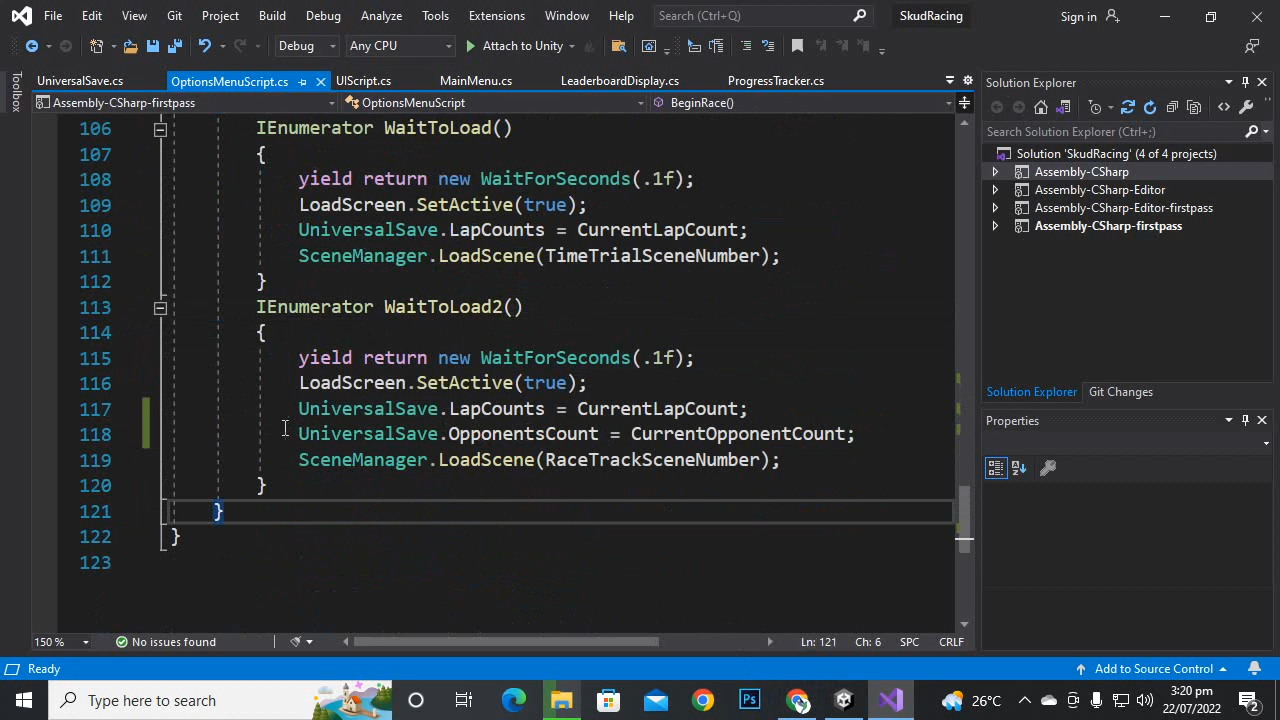 File Edit View Git Project Build Debug Analyze Tools Extensions Window Help Search (Ctrl+Q) SkudRacing Sign in
Debug Any CPU Attach to Unity
UniversalSave.cs OptionsMenuScript.cs UIScript.cs MainMenu.cs LeaderboardDisplay.cs ProgressTracker.cs
Toolbox
Assembly-CSharp-firstpass OptionsMenuScript BeginRace()
106 IEnumerator WaitToLoad()
107 {
108 yield return new WaitForSeconds(.1f);
109 LoadScreen.SetActive(true);
110 UniversalSave.LapCounts = CurrentLapCount;
111 SceneManager.LoadScene(TimeTrialSceneNumber);
112 }
113 IEnumerator WaitToLoad2()
114 {
115 yield return new WaitForSeconds(.1f);
116 LoadScreen.SetActive(true);
117 UniversalSave.LapCounts = CurrentLapCount;
118 UniversalSave.OpponentsCount = CurrentOpponentCount;
119 SceneManager.LoadScene(RaceTrackSceneNumber);
120 }
121 }
122 }
123
150 % No issues found Ln: 121 Ch: 6 SPC CRLF
Solution Explorer
Search Solution Explorer (Ctrl+;)
Solution 'SkudRacing' (4 of 4 projects)
Assembly-CSharp
Assembly-CSharp-Editor
Assembly-CSharp-Editor-firstpass
Assembly-CSharp-firstpass
Solution Explorer Git Changes
Properties
Ready Add to Source Control
Type here to search Ps 26°C 3:20 pm
22/07/2022 2